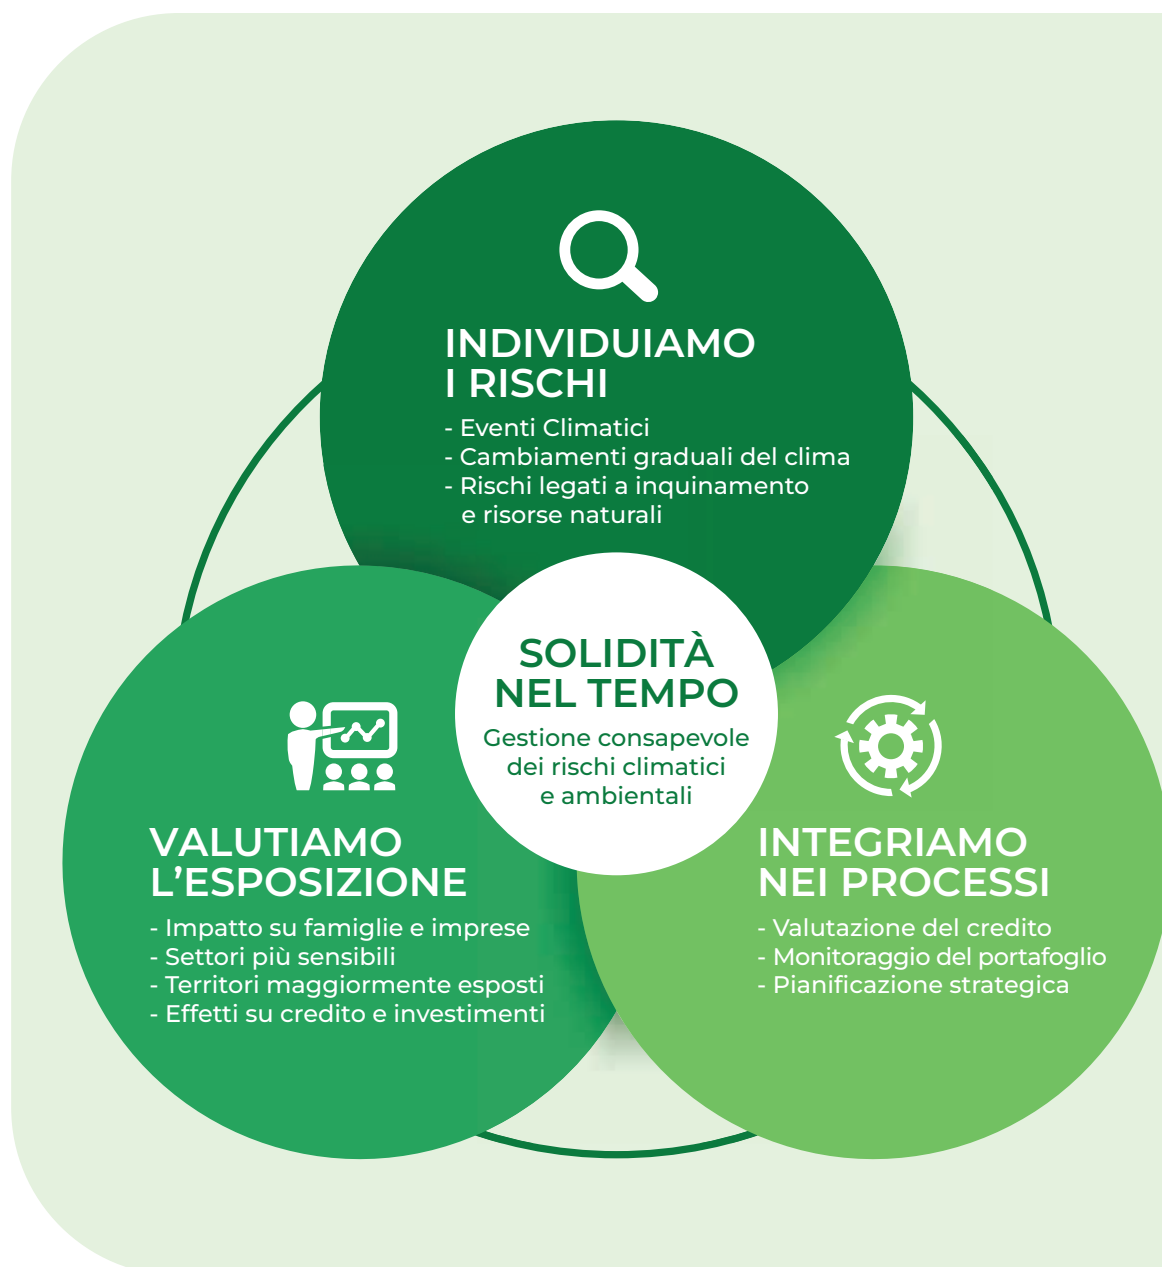 INDIVIDUIAMO
I RISCHI
- Eventi Climatici
- Cambiamenti graduali del clima
- Rischi legati a inquinamento
e risorse naturali
SOLIDITÀ
NEL TEMPO
Gestione consapevole
dei rischi climatici
e ambientali
VALUTIAMO
L’ESPOSIZIONE
- Impatto su famiglie e imprese
- Settori più sensibili
- Territori maggiormente esposti
- Effetti su credito e investimenti
INTEGRIAMO
NEI PROCESSI
- Valutazione del credito
- Monitoraggio del portafoglio
- Pianificazione strategica